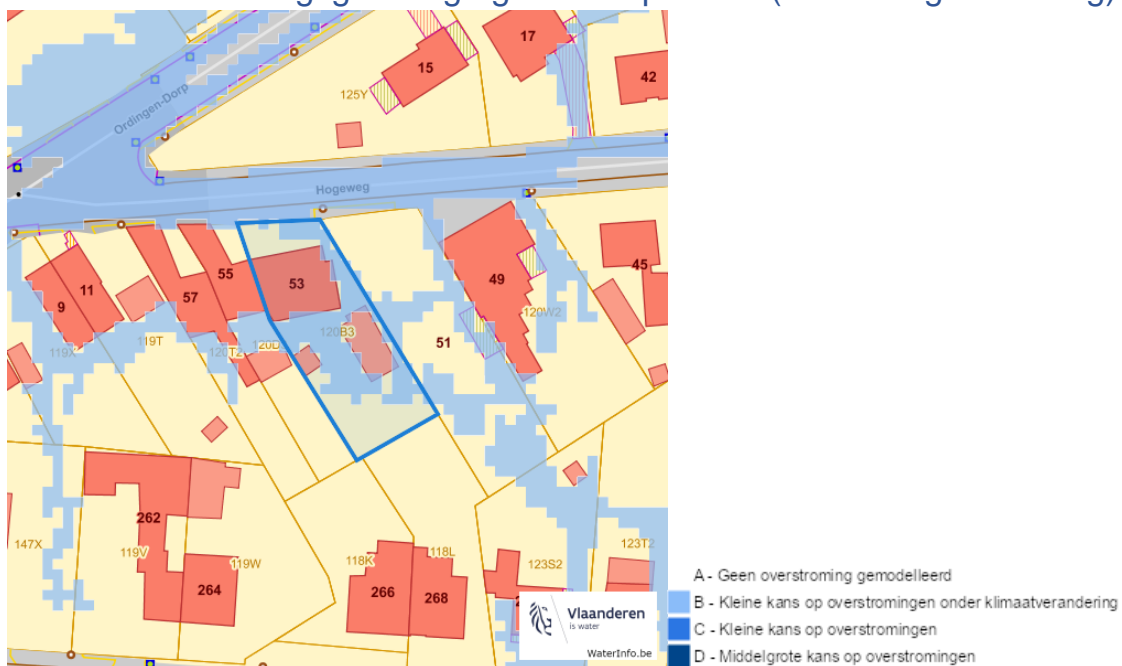 17
15
42
125Y
Ordingen-Dorp
Hogeweg
55
53
57
11
9
49
45
120W2
120B3
51
119X
119T
120T2
120D
262
147X
119V
119W
264
118K
118L
266
268
123S2
123T2
Vlaanderen
is water
WaterInfo.be
A - Geen overstroming gemodelleerd
B - Kleine kans op overstromingen onder klimaatverandering
C - Kleine kans op overstromingen
D - Middelgrote kans op overstromingen